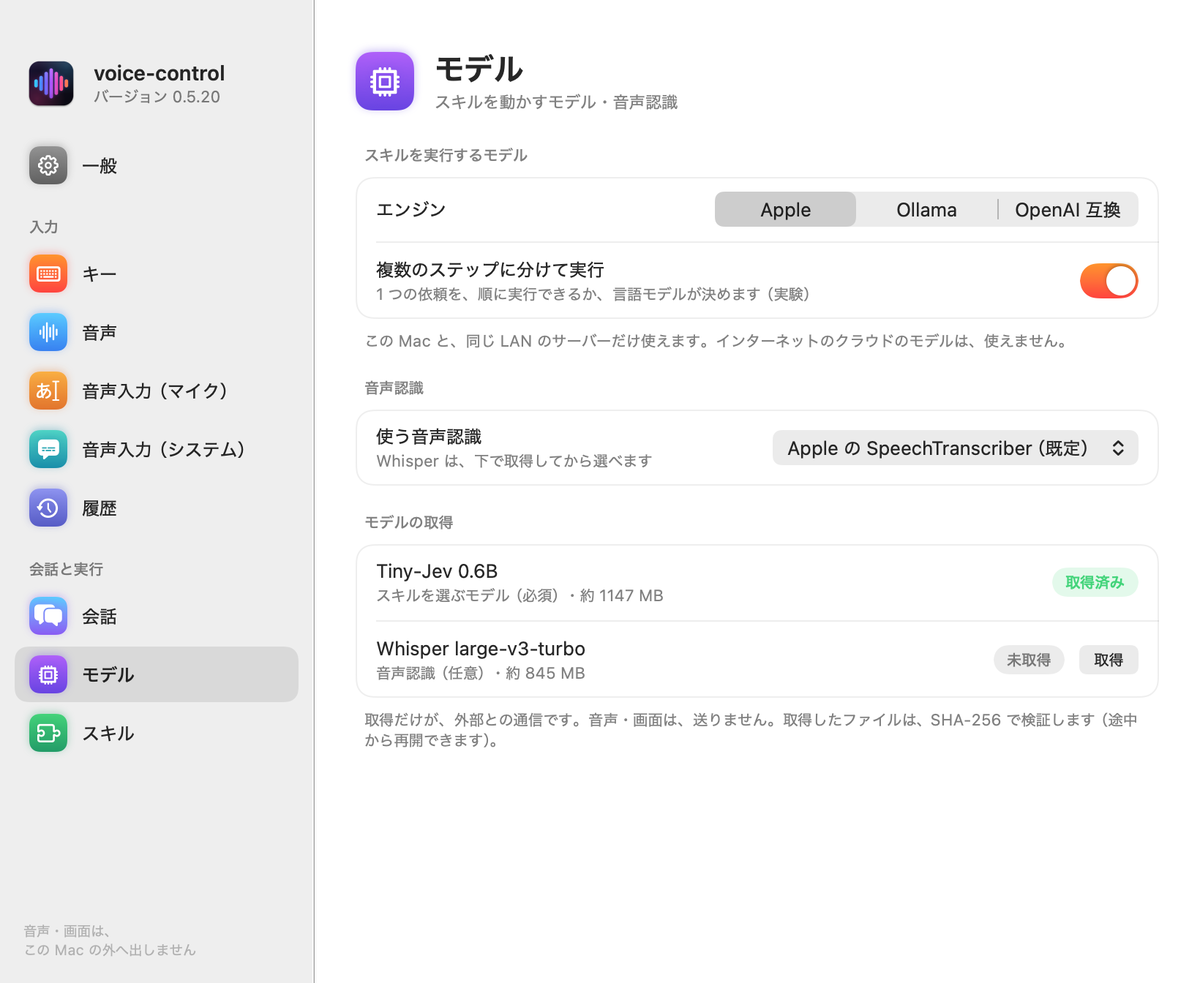 voice-control
バージョン 0.5.20
一般
入力
キー
音声
あ
音声入力（マイク）
音声入力（システム）
履歴
会話と実行
会話
モデル
スキル
音声・画面は、
この Mac の外へ出しません
モデル
スキルを動かすモデル・音声認識
スキルを実行するモデル
エンジン
Apple
Ollama
OpenAI 互換
複数のステップに分けて実行
1 つの依頼を、順に実行できるか、言語モデルが決めます（実験）
この Mac と、同じ LAN のサーバーだけ使えます。インターネットのクラウドのモデルは、使えません。
音声認識
使う音声認識
Whisper は、下で取得してから選べます
Apple の SpeechTranscriber（既定）
モデルの取得
Tiny-Jev 0.6B
スキルを選ぶモデル（必須）・約 1147 MB
取得済み
Whisper large-v3-turbo
音声認識（任意）・約 845 MB
未取得
取得
取得だけが、外部との通信です。音声・画面は、送りません。取得したファイルは、SHA-256 で検証します（途中
から再開できます）。